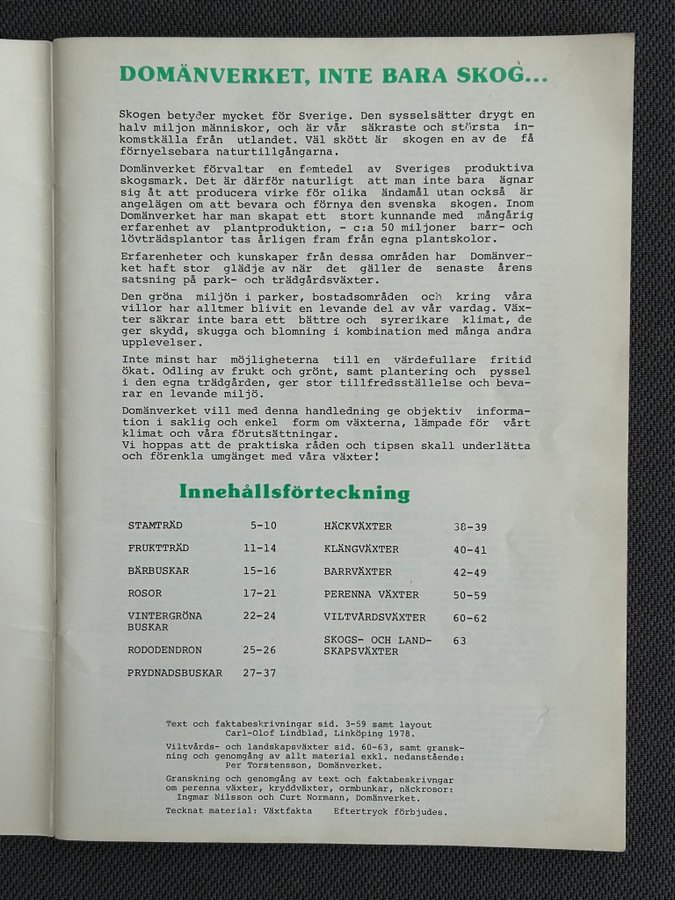 DOMÄNVERKET, INTE BARA SKOG...
Skogen betyder mycket för Sverige. Den sysselsätter drygt en
halv miljon människor, och är vår säkraste och största in-
komstkälla från utlandet. Väl skött är skogen en av de få
förnyelsebara naturtillgångarna.
Domänverket förvaltar en femtedel av Sveriges produktiva
skogsmark. Det är därför naturligt att man inte bara ägnar
sig åt att producera virke för olika ändamål utan också är
angelägen om att bevara och förnya den svenska skogen. Inom
Domänverket har man skapat ett stort kunnande med mångårig
erfarenhet av plantproduktion, - c:a 50 miljoner barr- och
lövträdsplantor tas årligen fram från egna plantskolor.
Erfarenheter och kunskaper från dessa områden har Domänver-
ket haft stor glädje av när det gäller de senaste årens
satsning på park- och trädgårdsväxter.
Den gröna miljön i parker, bostadsområden och kring våra
villor har alltmer blivit en levande del av vår vardag. Väx-
ter säkrar inte bara ett bättre och syrerikare klimat, de
ger skydd, skugga och blomning i kombination med många andra
upplevelser.
Inte minst har möjligheterna till en värdefullare fritid
ökat. Odling av frukt och grönt, samt plantering och pyssel
i den egna trädgården, ger stor tillfredsställelse och beva-
rar en levande miljö.
Domänverket vill med denna handledning ge objektiv informa-
tion i saklig och enkel form om växterna, lämpade för vårt
klimat och våra förutsättningar.
Vi hoppas att de praktiska råden och tipsen skall underlätta
och förenkla umgänget med våra växter!
Innehållsförteckning
STAMTRÄD 5-10
FRUKTTRÄD 11-14
BÄRBUSKAR 15-16
ROSOR 17-21
VINTERGRÖNA 22-24
BUSKAR
RODODENDRON 25-26
PRYDNADSBUSKAR 27-37
HÄCKVÄXTER 38-39
KLÄNGVÄXTER 40-41
BARRVÄXTER 42-49
PERENNA VÄXTER 50-59
VILTVÅRDSVÄXTER 60-62
SKOGS- OCH LAND- 63
SKAPSVÄXTER
Text och faktabeskrivningar sid. 3-59 samt layout
Carl-Olof Lindblad, Linköping 1978.
Viltvårds- och landskapsväxter sid. 60-63, samt gransk-
ning och genomgång av allt material exkl. nedanstående:
Per Torstensson, Domänverket.
Granskning och genomgång av text och faktabeskrivngar
om perenna växter, kryddväxter, ormbunkar, näckrosor:
Ingmar Nilsson och Curt Normann, Domänverket.
Tecknat material: Växtfakta Eftertryck förbjudes.